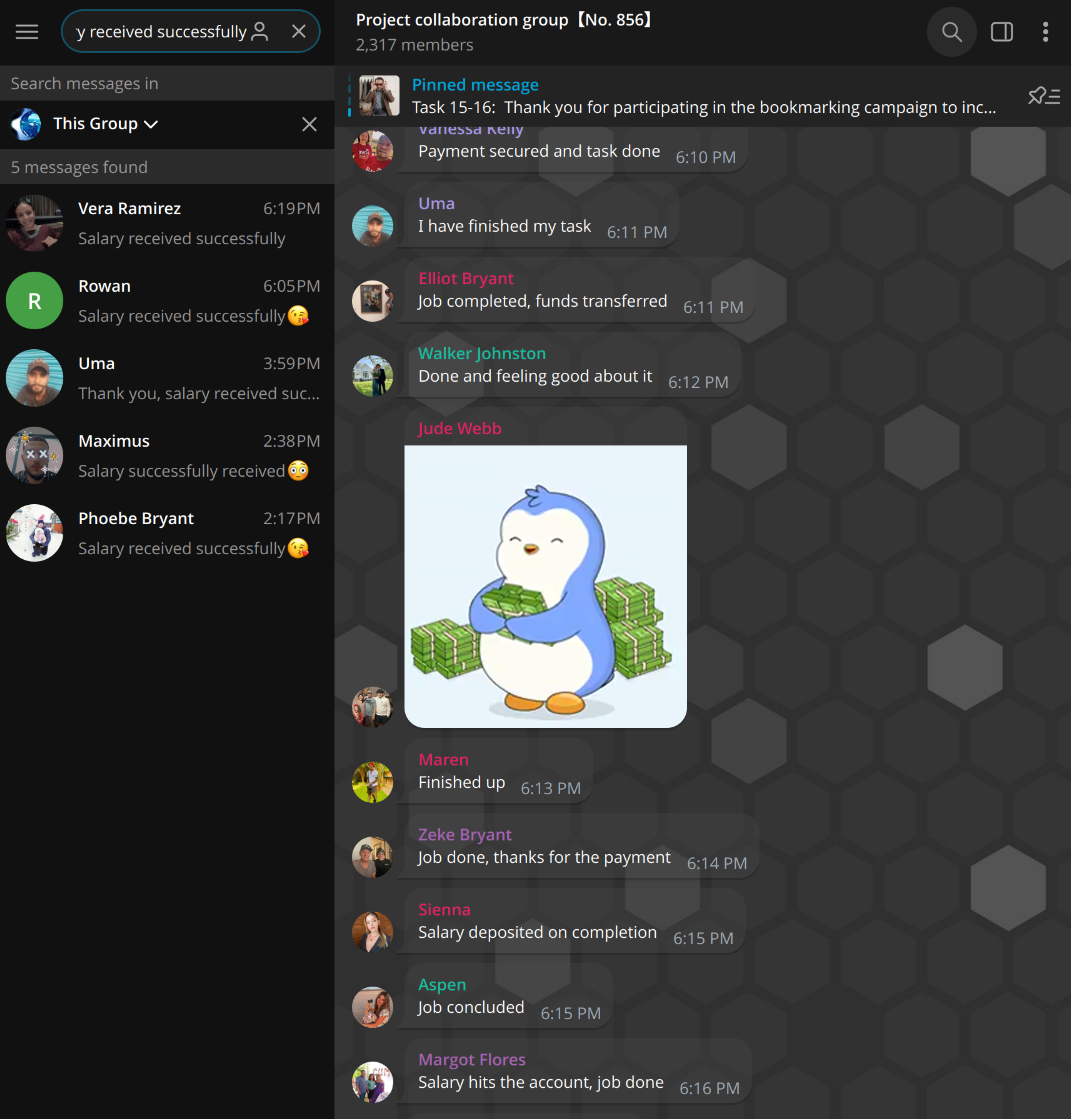 y received successfully
Search messages in
This Group
5 messages found
Vera Ramirez 6:19PM
Salary received successfully
R
Rowan 6:05PM
Salary received successfully😘
Uma 3:59PM
Thank you, salary received suc...
Maximus 2:38PM
Salary successfully received😳
Phoebe Bryant 2:17PM
Salary received successfully😘
Project collaboration group【No. 856】
2,317 members
Pinned message
Task 15-16: Thank you for participating in the bookmarking campaign to inc...
Vanessa Kelly
Payment secured and task done 6:10 PM
Uma
I have finished my task 6:11 PM
Elliot Bryant
Job completed, funds transferred 6:11 PM
Walker Johnston
Done and feeling good about it 6:12 PM
Jude Webb
Maren
Finished up 6:13 PM
Zeke Bryant
Job done, thanks for the payment 6:14 PM
Sienna
Salary deposited on completion 6:15 PM
Aspen
Job concluded 6:15 PM
Margot Flores
Salary hits the account, job done 6:16 PM